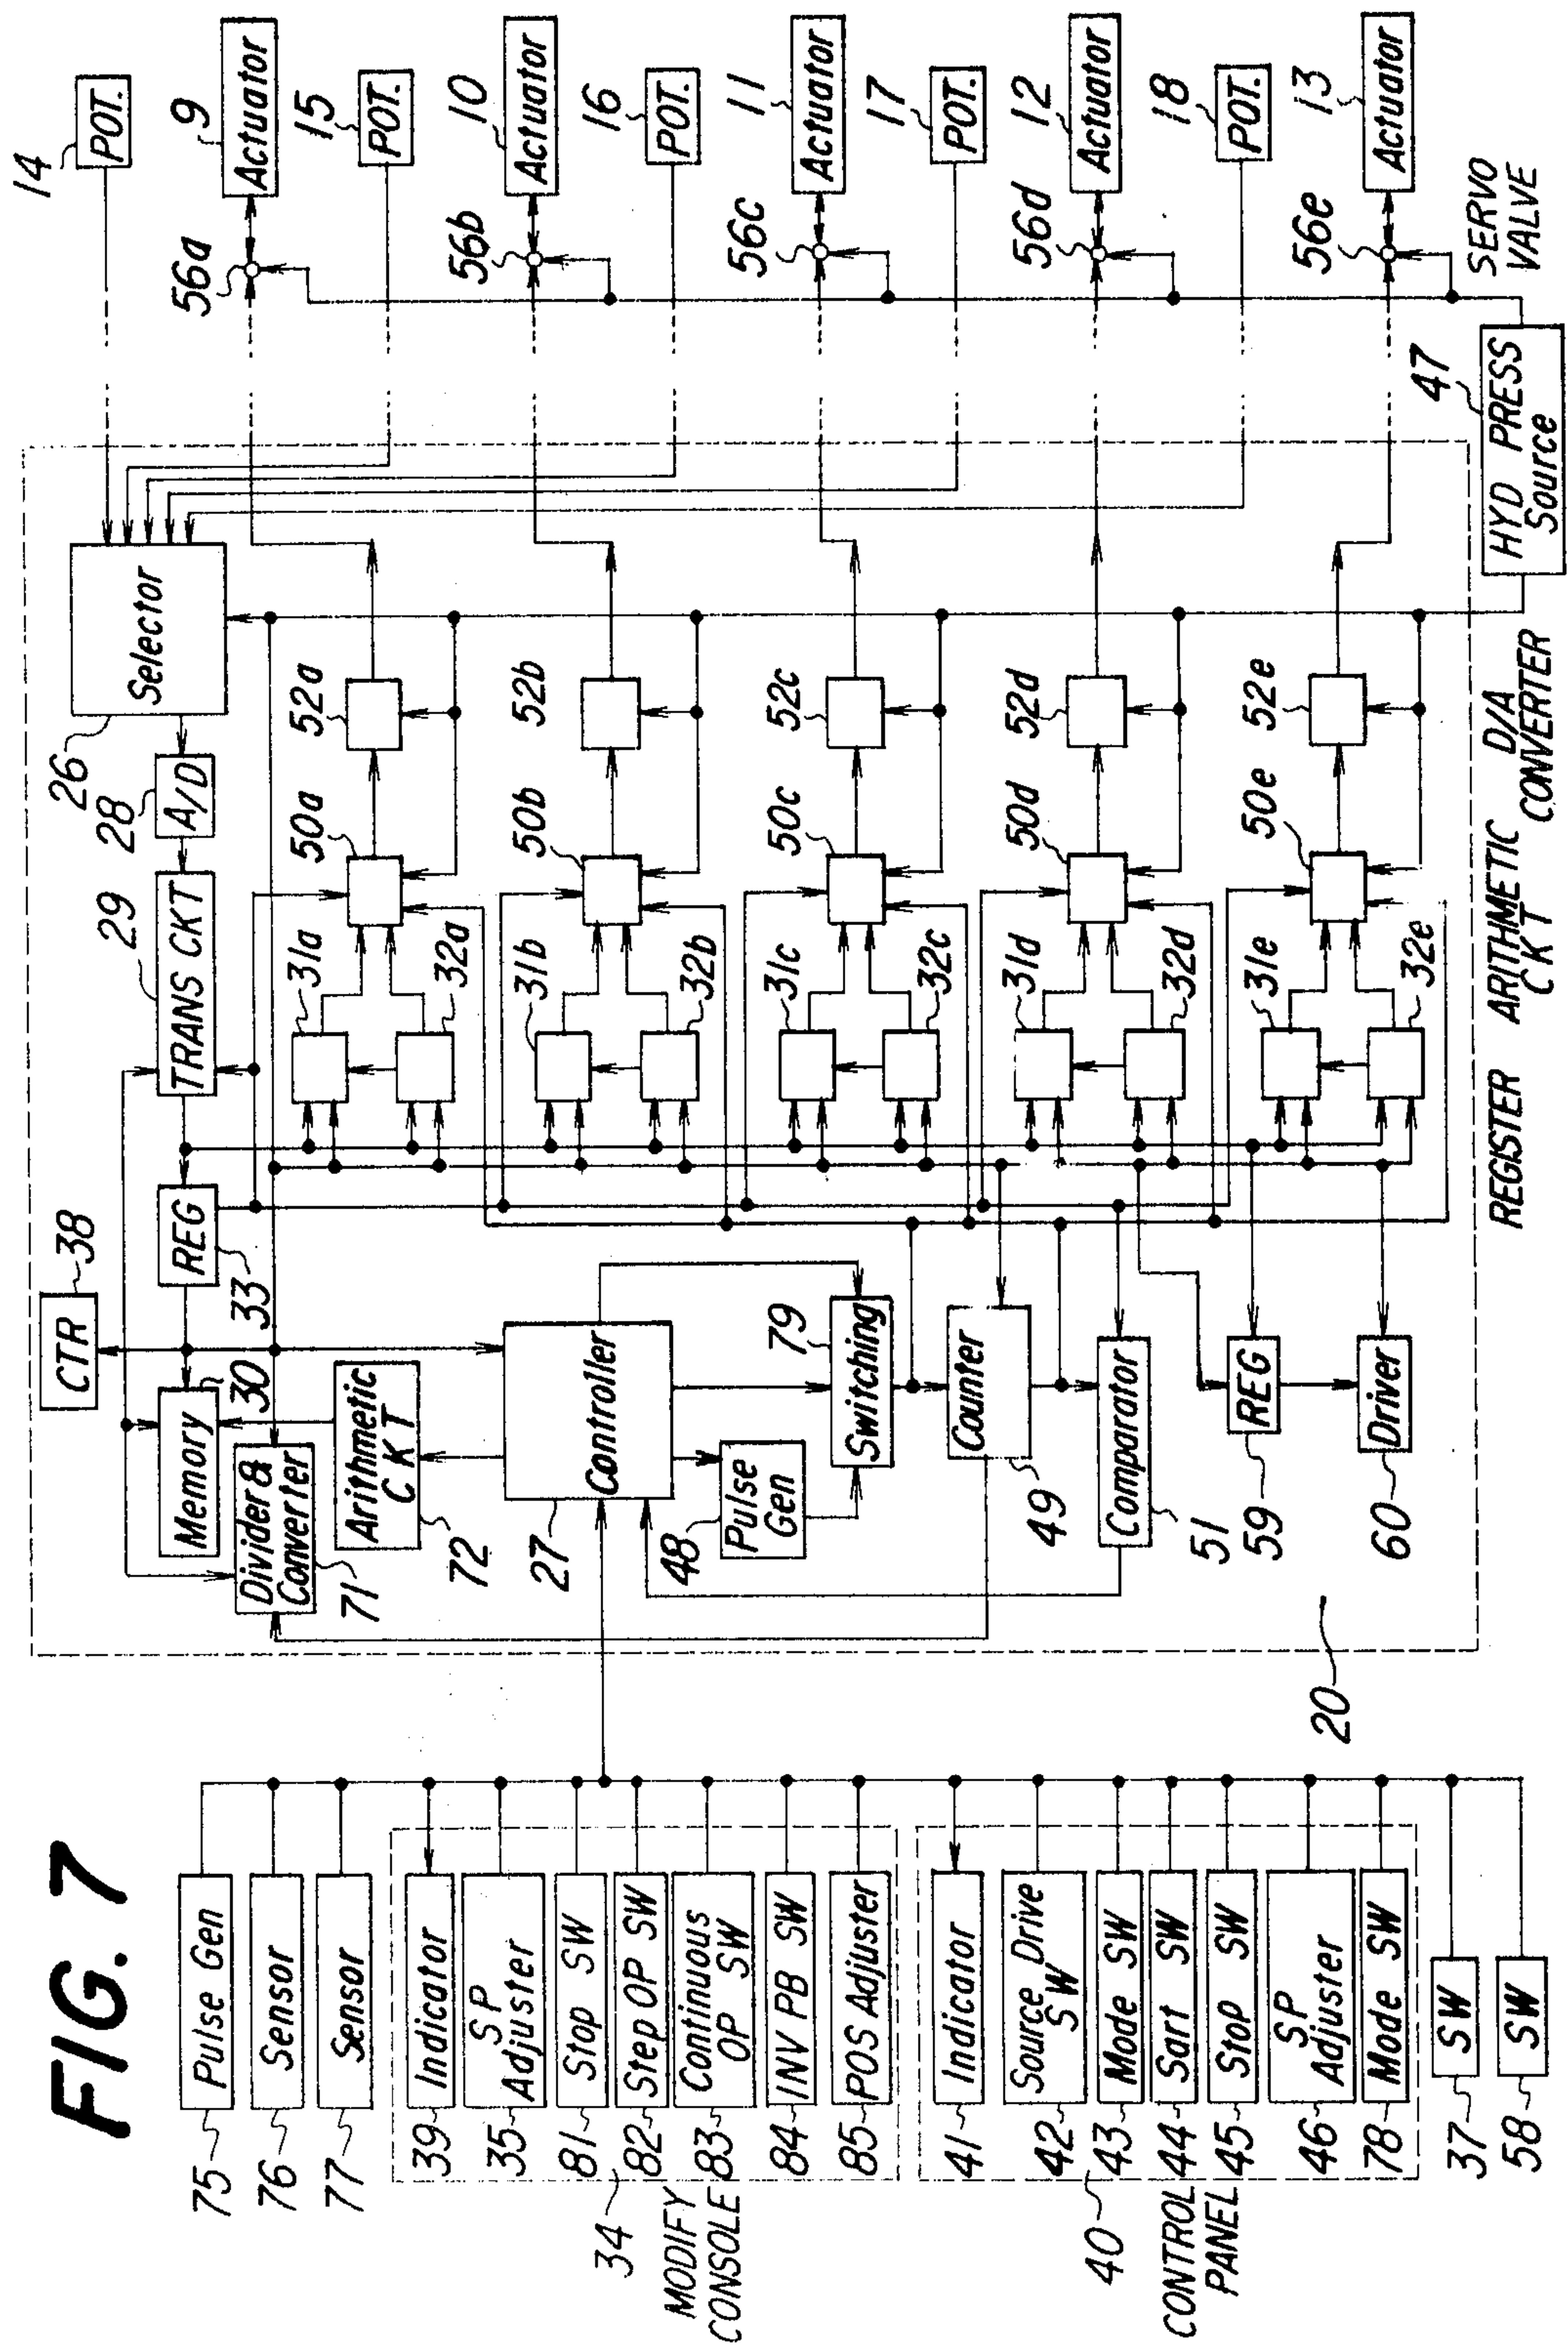 FIG. 7
75
Pulse Gen
76
Sensor
77
Sensor
34
MODIFY
CONSOLE
39
Indicator
35
SP
Adjuster
81
Stop SW
82
Step OP SW
83
Continuous
OP SW
84
INV PB SW
85
POS Adjuster
40
CONTROL
PANEL
41
Indicator
42
Source Drive
SW
43
Mode SW
44
Sart SW
45
Stop SW
46
SP
Adjuster
78
Mode SW
37
SW
58
SW
20
CTR
38
Memory
30
REG
33
Divider &
Converter
71
Arithmetic
CKT
72
Controller
27
Pulse
Gen
48
Switching
79
Counter
49
Comparator
51
REG
59
Driver
60
TRANS CKT
29
A/D
28
Selector
26
31a
32a
50a
52a
31b
32b
50b
52b
31c
32c
50c
52c
31d
32d
50d
52d
31e
32e
50e
52e
REGISTER
ARITHMETIC
CKT
D/A
CONVERTER
HYD PRESS
Source
47
SERVO
VALVE
14
POT.
56a
9
Actuator
15
POT.
56b
10
Actuator
16
POT.
56c
11
Actuator
17
POT.
56d
12
Actuator
18
POT.
56e
13
Actuator